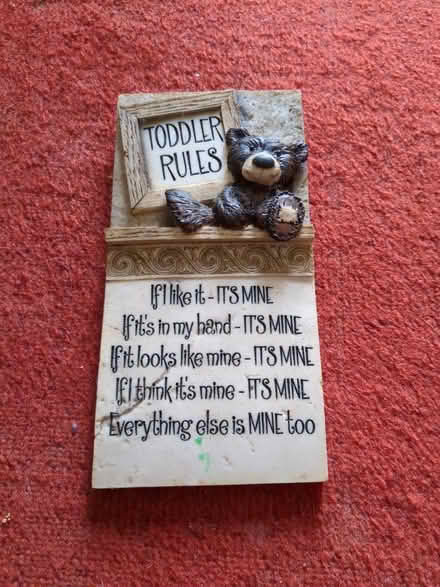 TODDLER
RULES
If I like it - IT'S MINE
If it's in my hand - IT'S MINE
If it looks like mine - ITS MINE
If I think it's mine - IT'S MINE
Everything else is MINE too